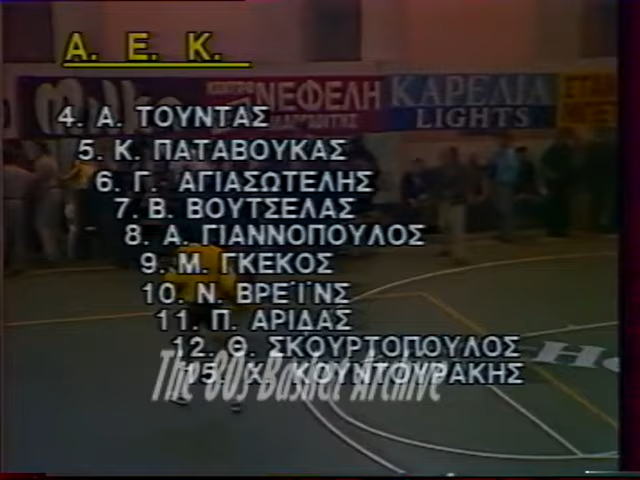 Α. Ε. Κ.
Milka
ΝΕΦΕΛΗ
ΚΑΡΕΛΙΑ
LIGHTS
4. Α. ΤΟΥΝΤΑΣ
5. Κ. ΠΑΤΑΒΟΥΚΑΣ
6. Γ. ΑΓΙΑΣΩΤΕΛΗΣ
7. Β. ΒΟΥΤΣΕΛΑΣ
8. Α. ΓΙΑΝΝΟΠΟΥΛΟΣ
9. Μ. ΓΚΕΚΟΣ
10. Ν. ΒΡΕΪΝΣ
11. Π. ΑΡΙΔΑΣ
12. Θ. ΣΚΟΥΡΤΟΠΟΥΛΟΣ
15. Χ. ΚΟΥΝΤΟΥΡΑΚΗΣ
The 80s Basket Archive